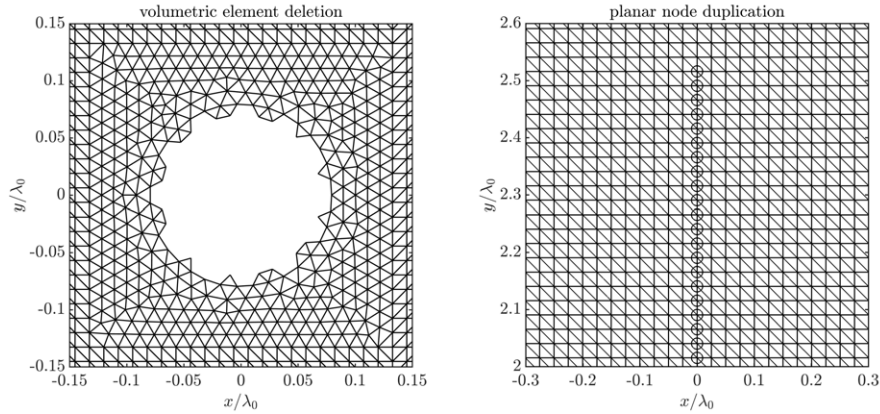 volumetric element deletion
planar node duplication
0.15
0.1
0.05
0
-0.05
-0.1
-0.15
y/λ₀
-0.15 -0.1 -0.05 0 0.05 0.1 0.15
x/λ₀
2.6
2.5
2.4
2.3
2.2
2.1
2
y/λ₀
-0.3 -0.2 -0.1 0 0.1 0.2 0.3
x/λ₀